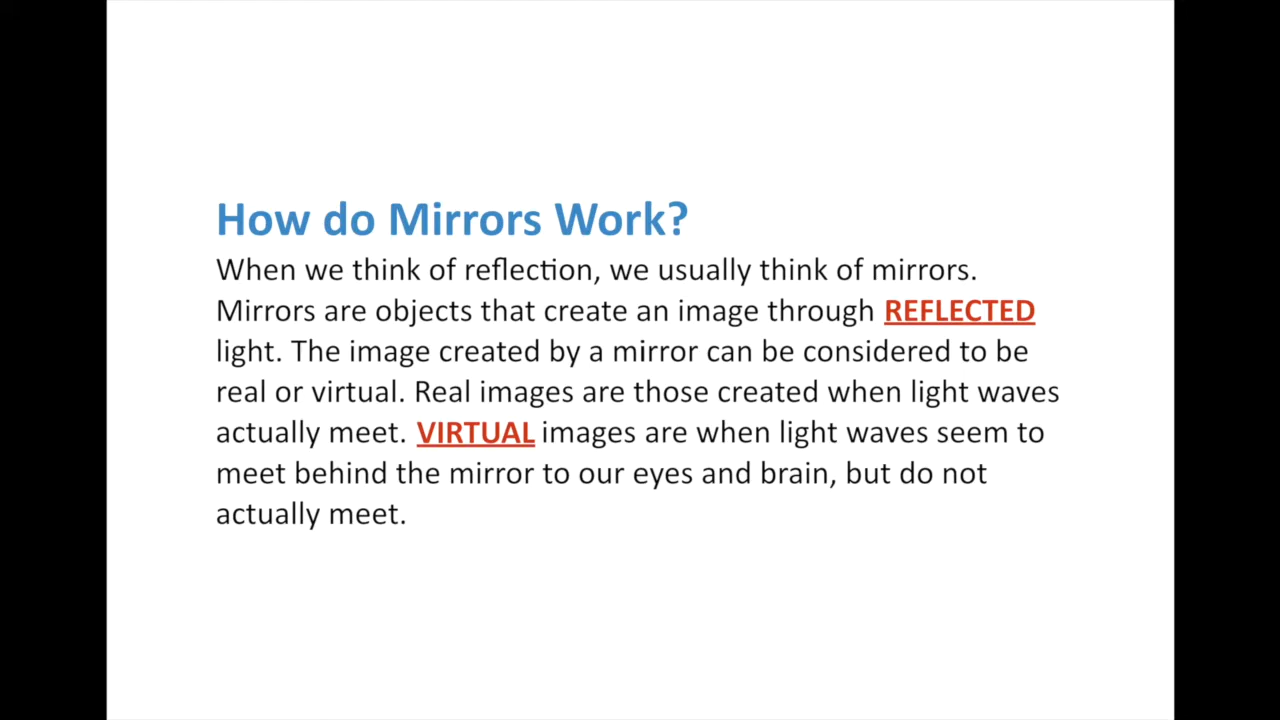 How do Mirrors Work?
When we think of reflection, we usually think of mirrors.
Mirrors are objects that create an image through REFLECTED
light. The image created by a mirror can be considered to be
real or virtual. Real images are those created when light waves
actually meet. VIRTUAL images are when light waves seem to
meet behind the mirror to our eyes and brain, but do not
actually meet.